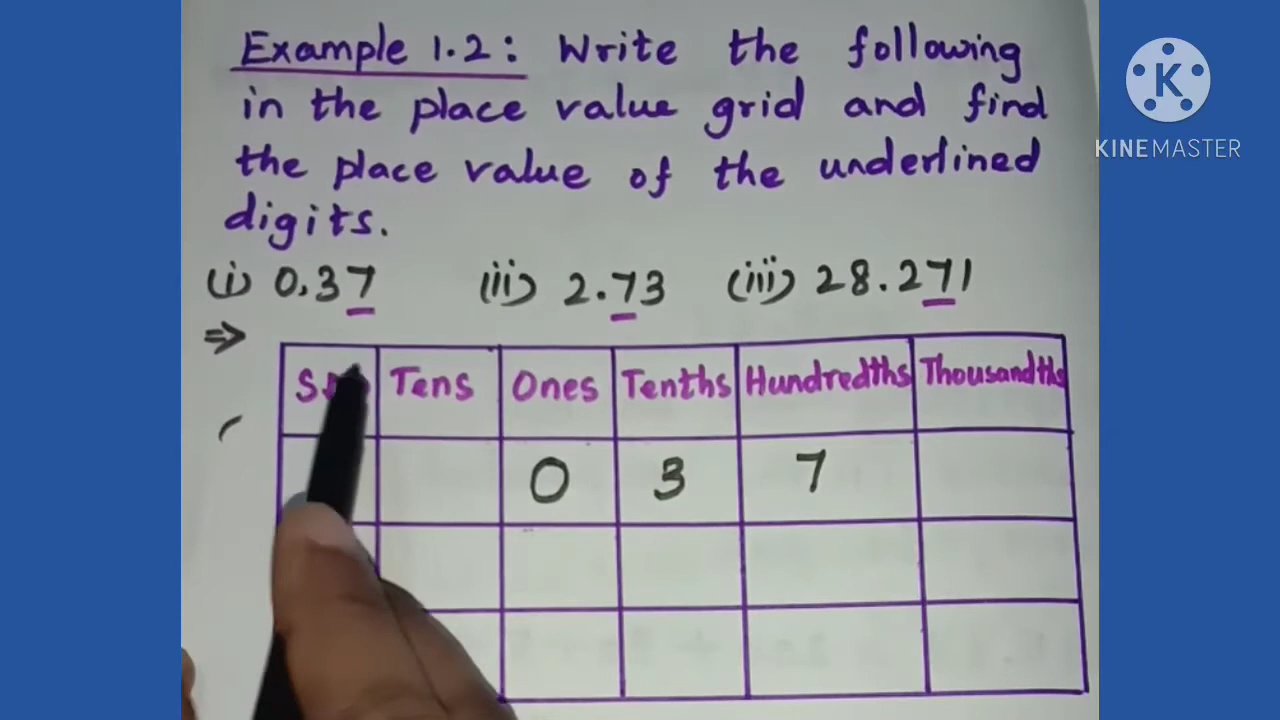 Example 1.2: Write the following
in the place value grid and find
the place value of the underlined
digits.
(i) 0.37 (ii) 2.73 (iii) 28.271
⇒
Tens Ones Tenths Hundredths Thousandths
0 3 7
K
KINEMASTER